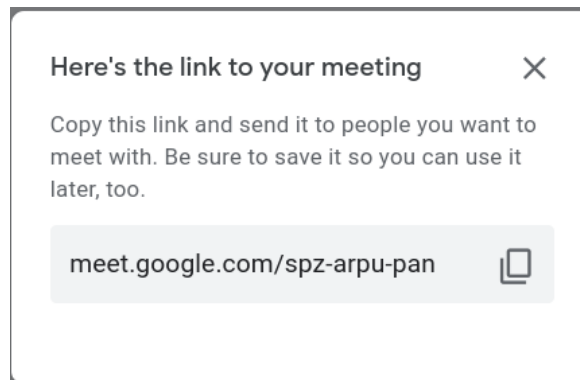 Here's the link to your meeting
Copy this link and send it to people you want to
meet with. Be sure to save it so you can use it
later, too.
meet.google.com/spz-arpu-pan